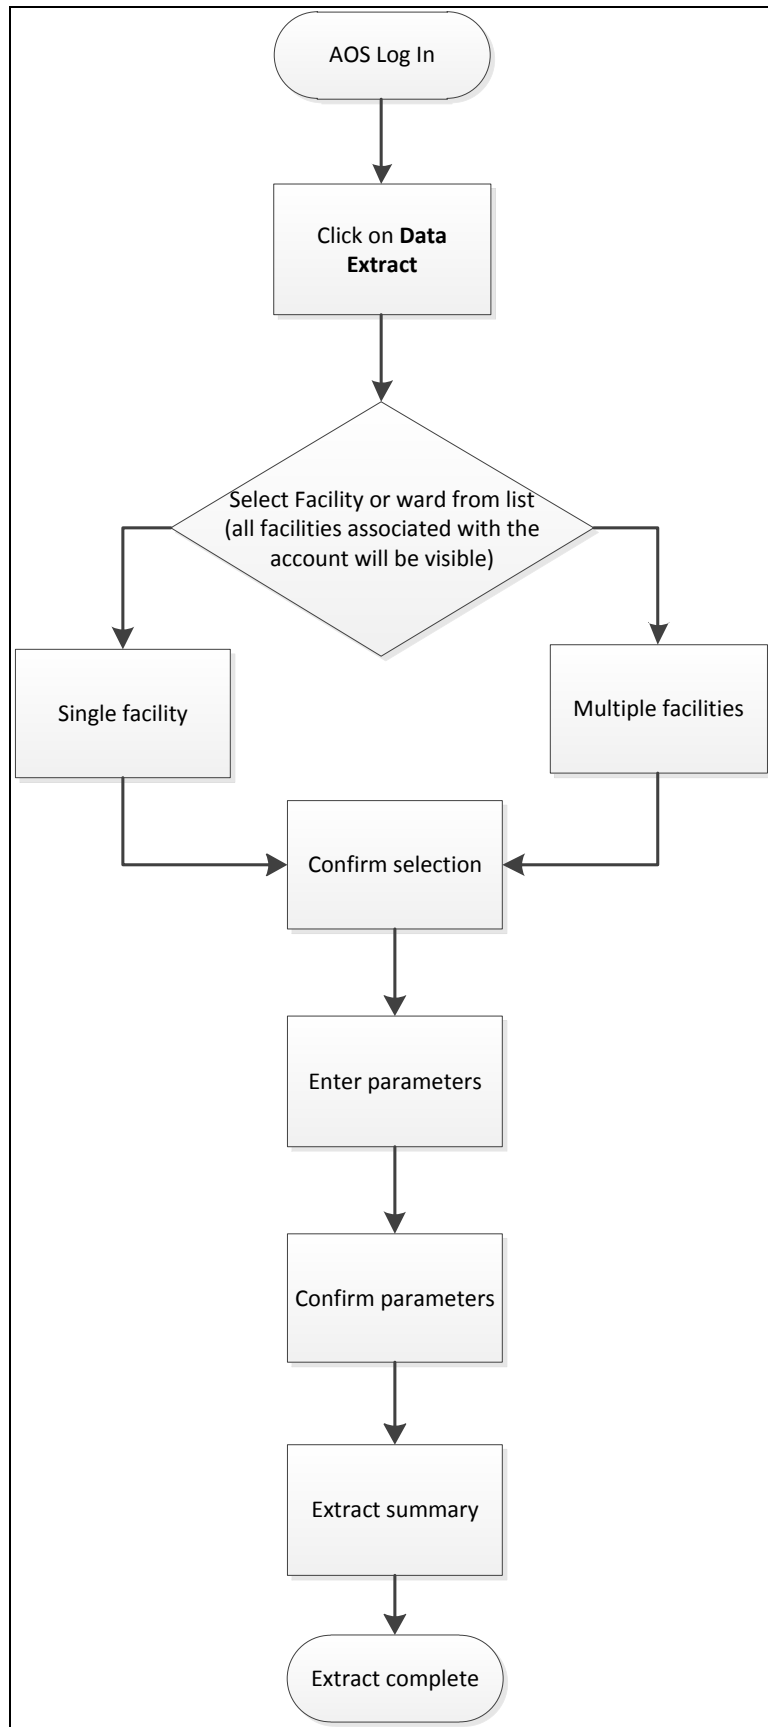 AOS Log In
Click on Data
Extract
Select Facility or ward from list
(all facilities associated with the
account will be visible)
Single facility
Multiple facilities
Confirm selection
Enter parameters
Confirm parameters
Extract summary
Extract complete